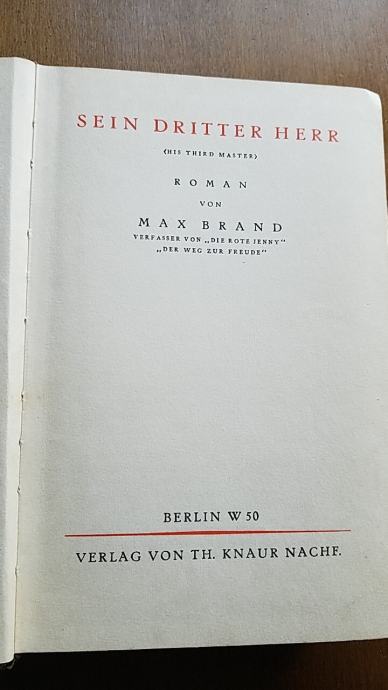 SEIN DRITTER HERR
(HIS THIRD MASTER)
ROMAN
VON
MAX BRAND
VERFASSER VON „DIE ROTE JENNY“
„DER WEG ZUR FREUDE“
BERLIN W 50
VERLAG VON TH. KNAUR NACHF.